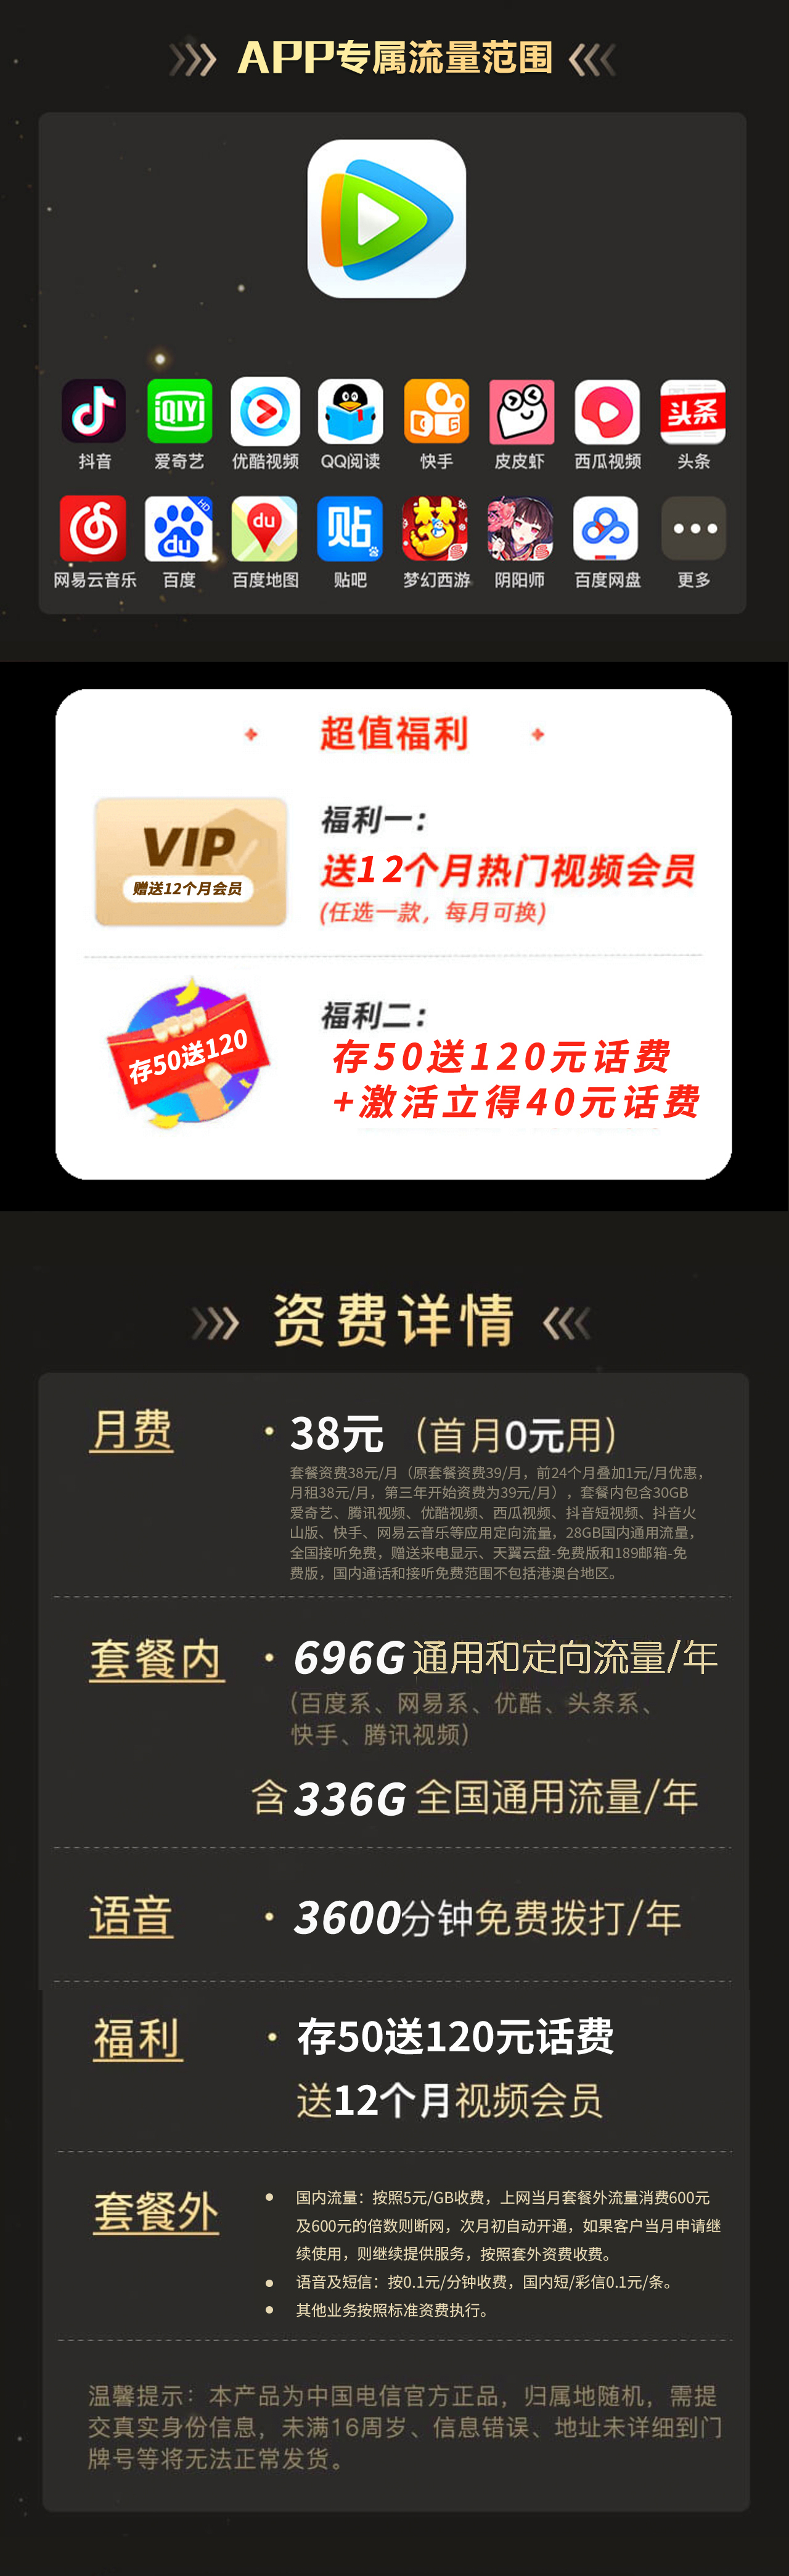 APP专属流量范围
iQIYI
头条
抖音 爱奇艺 优酷视频 QQ阅读 快手 皮皮虾 西瓜视频 头条
HD
du du 贴 梦
网易云音乐 百度 百度地图 贴吧 梦幻西游 阴阳师 百度网盘 更多
超值福利
VIP
赠送12个月会员
福利一：
送12个月热门视频会员
(任选一款，每月可换)
存50送120
福利二：
存50送120元话费
+激活立得40元话费
资费详情
月费
· 38元 （首月0元用）
套餐资费38元/月（原套餐资费39/月，前24个月叠加1元/月优惠，
月租38元/月，第三年开始资费为39元/月），套餐内包含30GB
爱奇艺、腾讯视频、优酷视频、西瓜视频、抖音短视频、抖音火
山版、快手、网易云音乐等应用定向流量，28GB国内通用流量，
全国接听免费，赠送来电显示、天翼云盘-免费版和189邮箱-免
费版，国内通话和接听免费范围不包括港澳台地区。
套餐内
· 696G通用和定向流量/年
(百度系、网易系、优酷、头条系、
快手、腾讯视频)
含336G全国通用流量/年
语音
· 3600分钟免费拨打/年
福利
· 存50送120元话费
送12个月视频会员
套餐外
● 国内流量：按照5元/GB收费，上网当月套餐外流量消费600元
及600元的倍数则断网，次月初自动开通，如果客户当月申请继
续使用，则继续提供服务，按照套外资费收费。
● 语音及短信：按0.1元/分钟收费，国内短/彩信0.1元/条。
● 其他业务按照标准资费执行。
温馨提示：本产品为中国电信官方正品，归属地随机，需提
交真实身份信息，未满16周岁、信息错误、地址未详细到门
牌号等将无法正常发货。